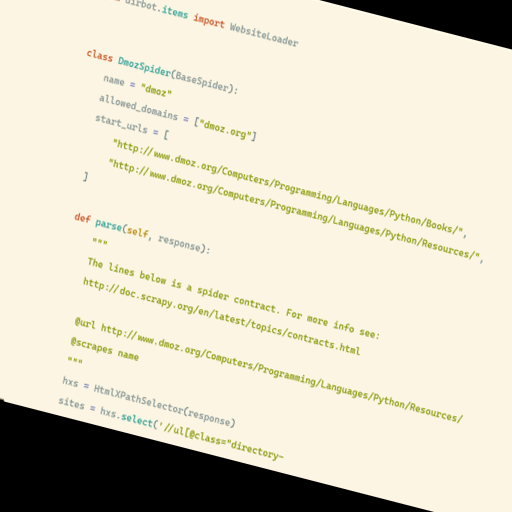 dirbot.items import WebsiteLoader
class DmozSpider(BaseSpider):
name = "dmoz"
allowed_domains = ["dmoz.org"]
start_urls = [
"http://www.dmoz.org/Computers/Programming/Languages/Python/Books/",
"http://www.dmoz.org/Computers/Programming/Languages/Python/Resources/",
]
def parse(self, response):
"""
The lines below is a spider contract. For more info see:
http://doc.scrapy.org/en/latest/topics/contracts.html
@url http://www.dmoz.org/Computers/Programming/Languages/Python/Resources/
@scrapes name
"""
hxs = HtmlXPathSelector(response)
sites = hxs.select('//ul[@class="directory-